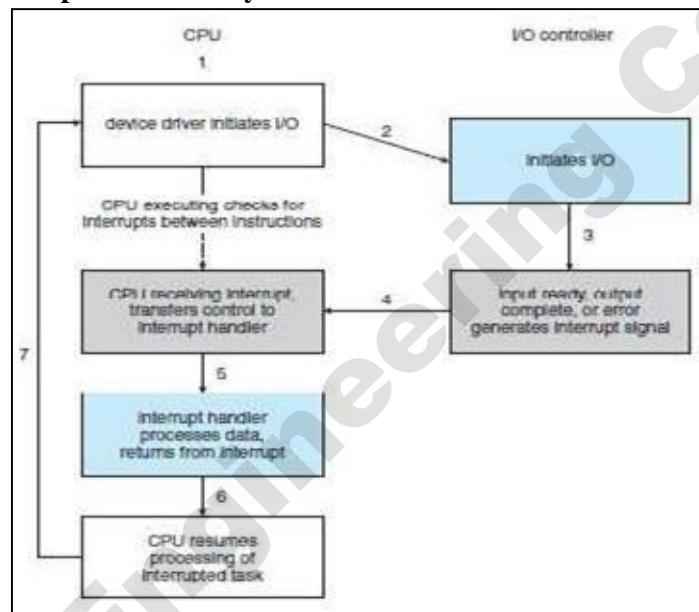 CPU
I/O controller
1
device driver initiates I/O
2
initiates I/O
CPU executing checks for
interrupts between instructions
3
CPU receiving interrupt,
transfers control to
interrupt handler
4
input ready, output
complete, or error
generates interrupt signal
7
5
interrupt handler
processes data,
returns from interrupt
6
CPU resumes
processing of
interrupted task